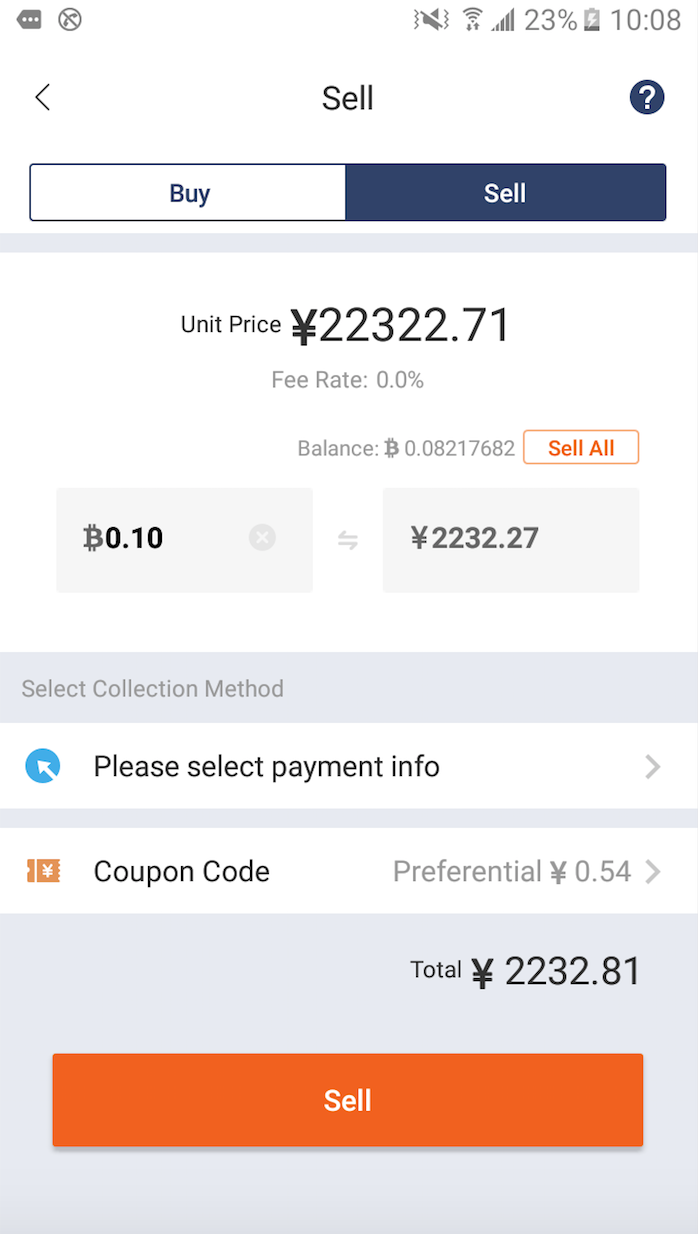 23% 10:08
Sell
Buy Sell
Unit Price ¥22322.71
Fee Rate: 0.0%
Balance: ₿ 0.08217682 Sell All
₿0.10 ¥2232.27
Select Collection Method
Please select payment info
Coupon Code Preferential ¥ 0.54
Total ¥ 2232.81
Sell